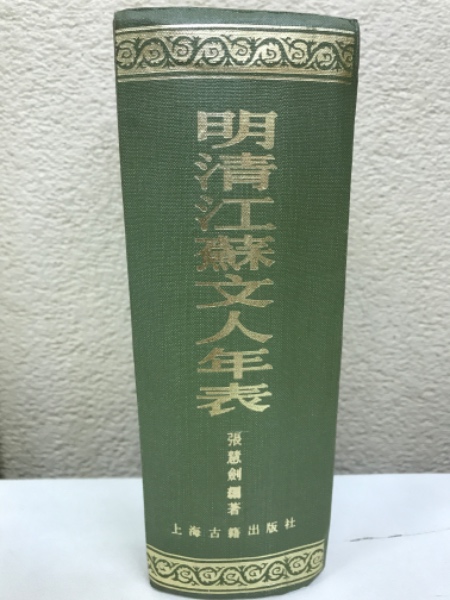 明清江蘇文人年表
張慧劍編著
上海古籍出版社